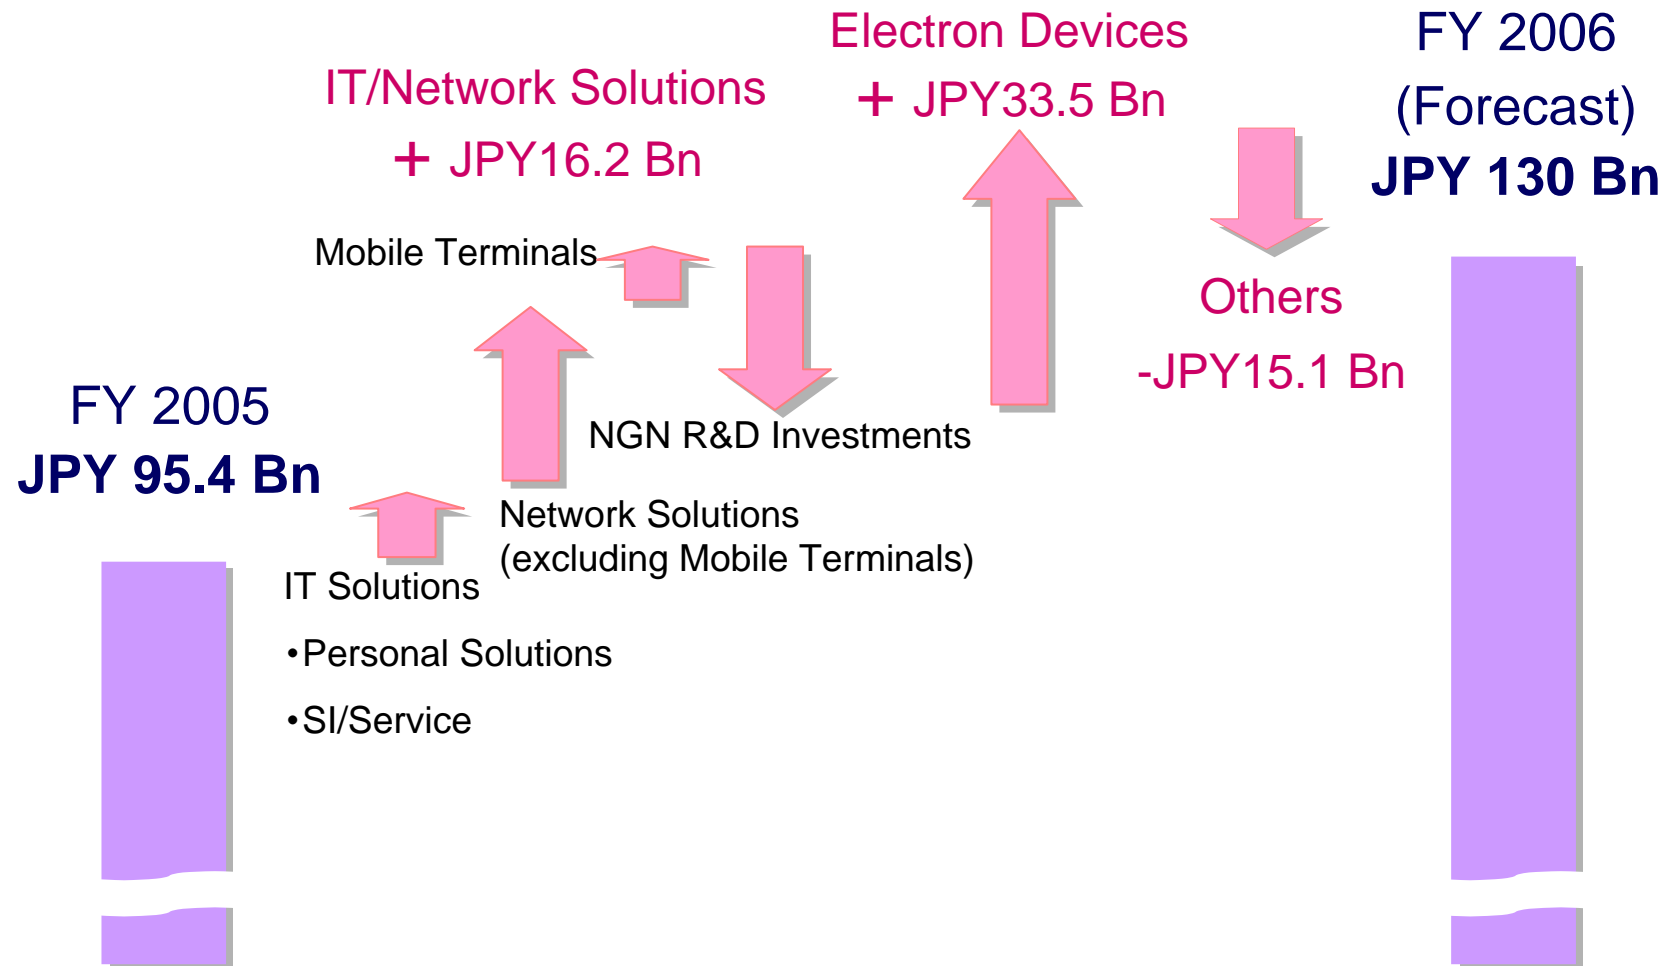 FY 2005
JPY 95.4 Bn
IT/Network Solutions
+ JPY16.2 Bn
Mobile Terminals
NGN R&D Investments
Network Solutions
(excluding Mobile Terminals)
IT Solutions
•Personal Solutions
•SI/Service
Electron Devices
+ JPY33.5 Bn
Others
-JPY15.1 Bn
FY 2006
(Forecast)
JPY 130 Bn